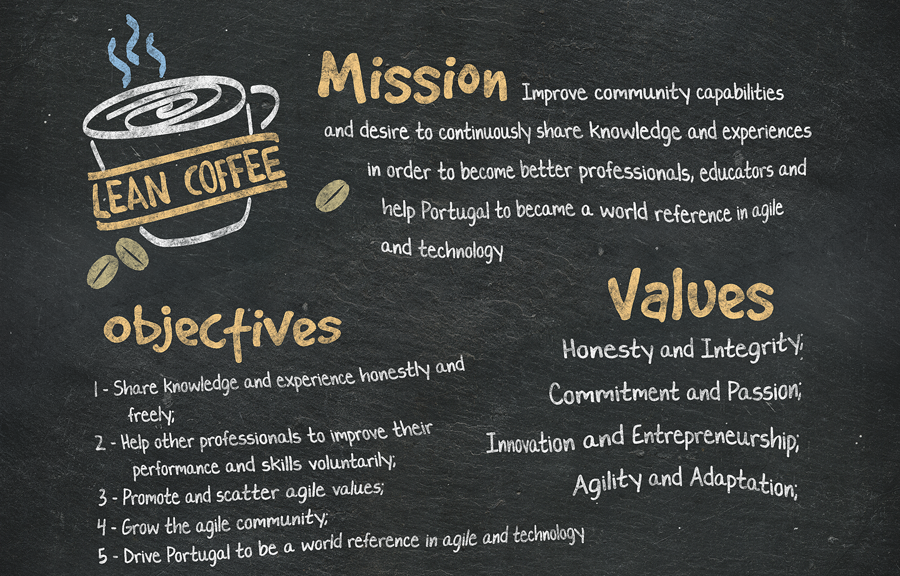 LEAN COFFEE
Mission Improve community capabilities
and desire to continuously share knowledge and experiences
in order to become better professionals, educators and
help Portugal to became a world reference in agile
and technology
objectives
1 - Share knowledge and experience honestly and
freely;
2 - Help other professionals to improve their
performance and skills voluntarily;
3 - Promote and scatter agile values;
4 - Grow the agile community;
5 - Drive Portugal to be a world reference in agile and technology
Values
Honesty and Integrity;
Commitment and Passion;
Innovation and Entrepreneurship;
Agility and Adaptation;